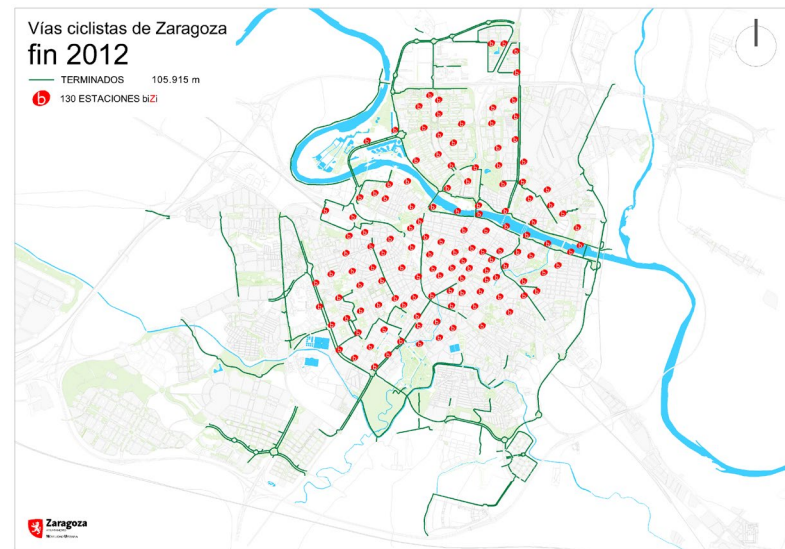 Vías ciclistas de Zaragoza
fin 2012
TERMINADOS 105.915 m
b 130 ESTACIONES biZi
Zaragoza